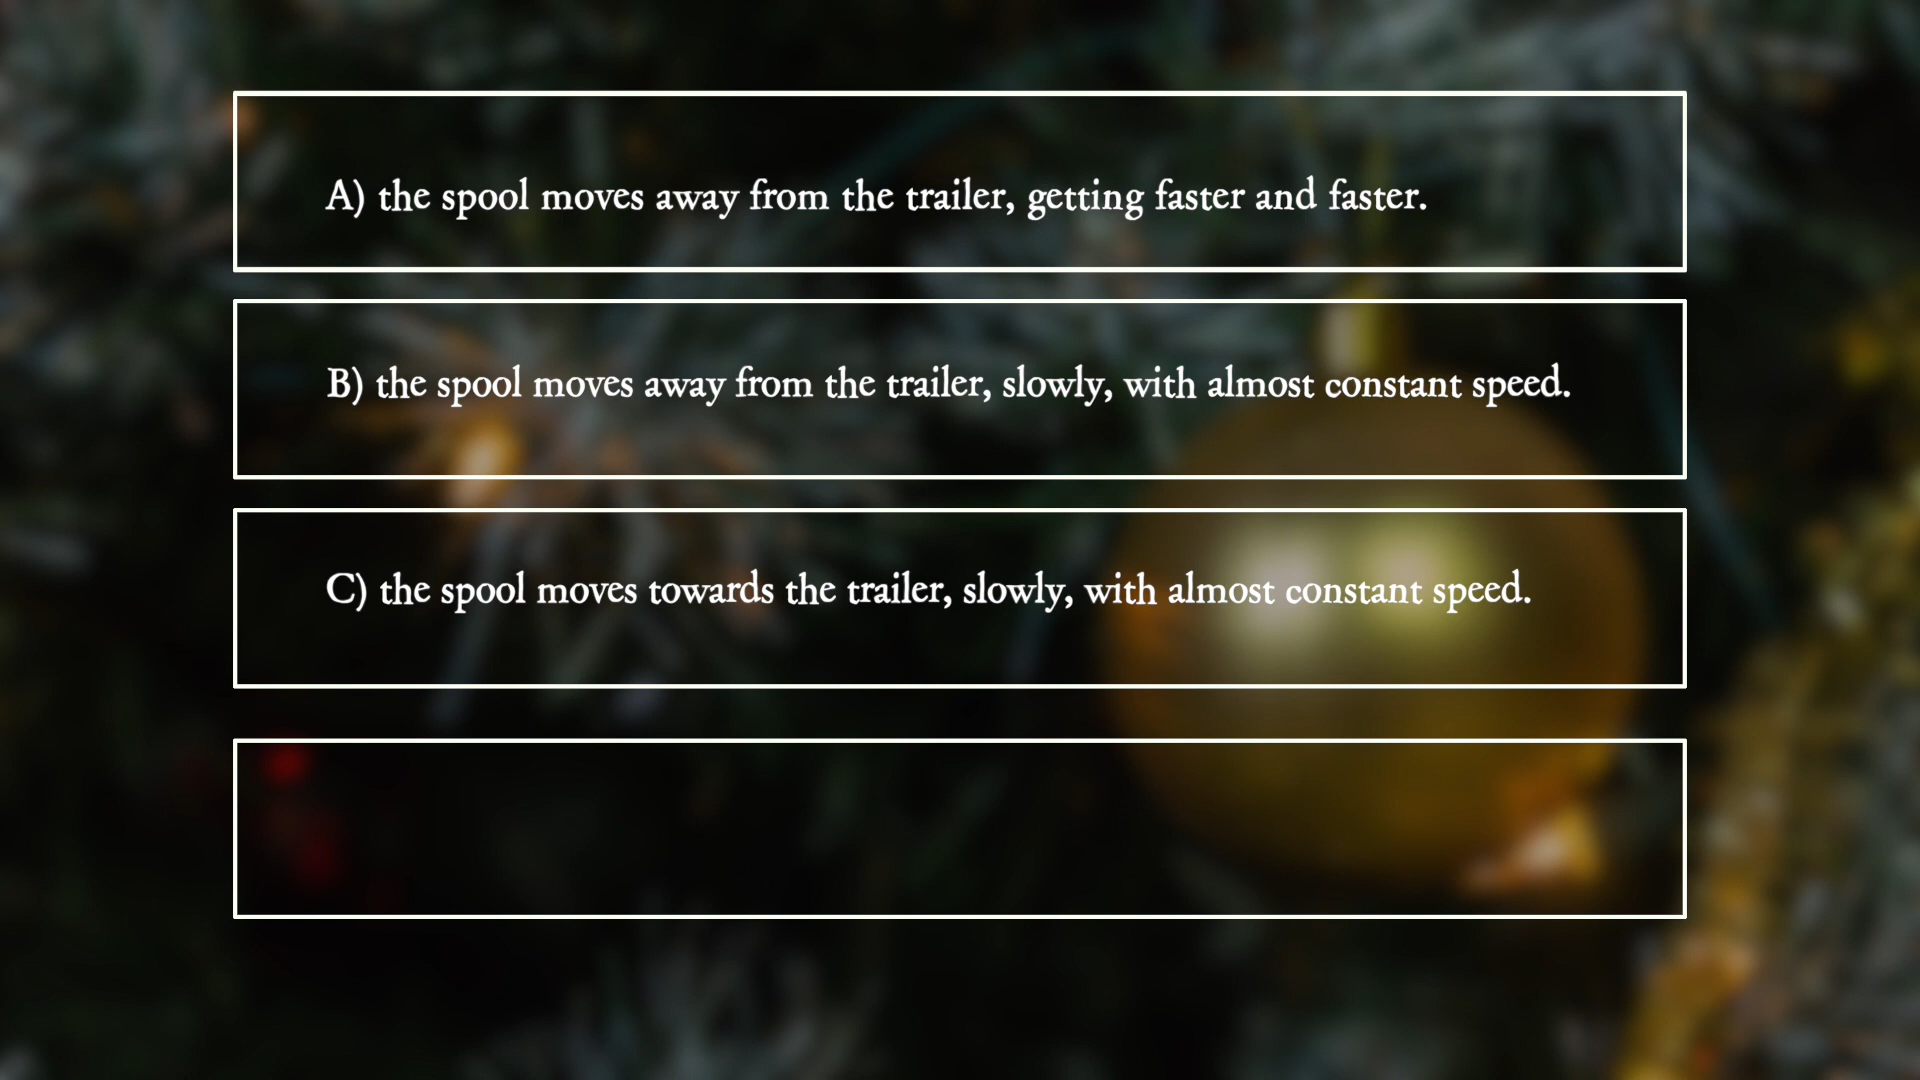 A) the spool moves away from the trailer, getting faster and faster.
B) the spool moves away from the trailer, slowly, with almost constant speed.
C) the spool moves towards the trailer, slowly, with almost constant speed.